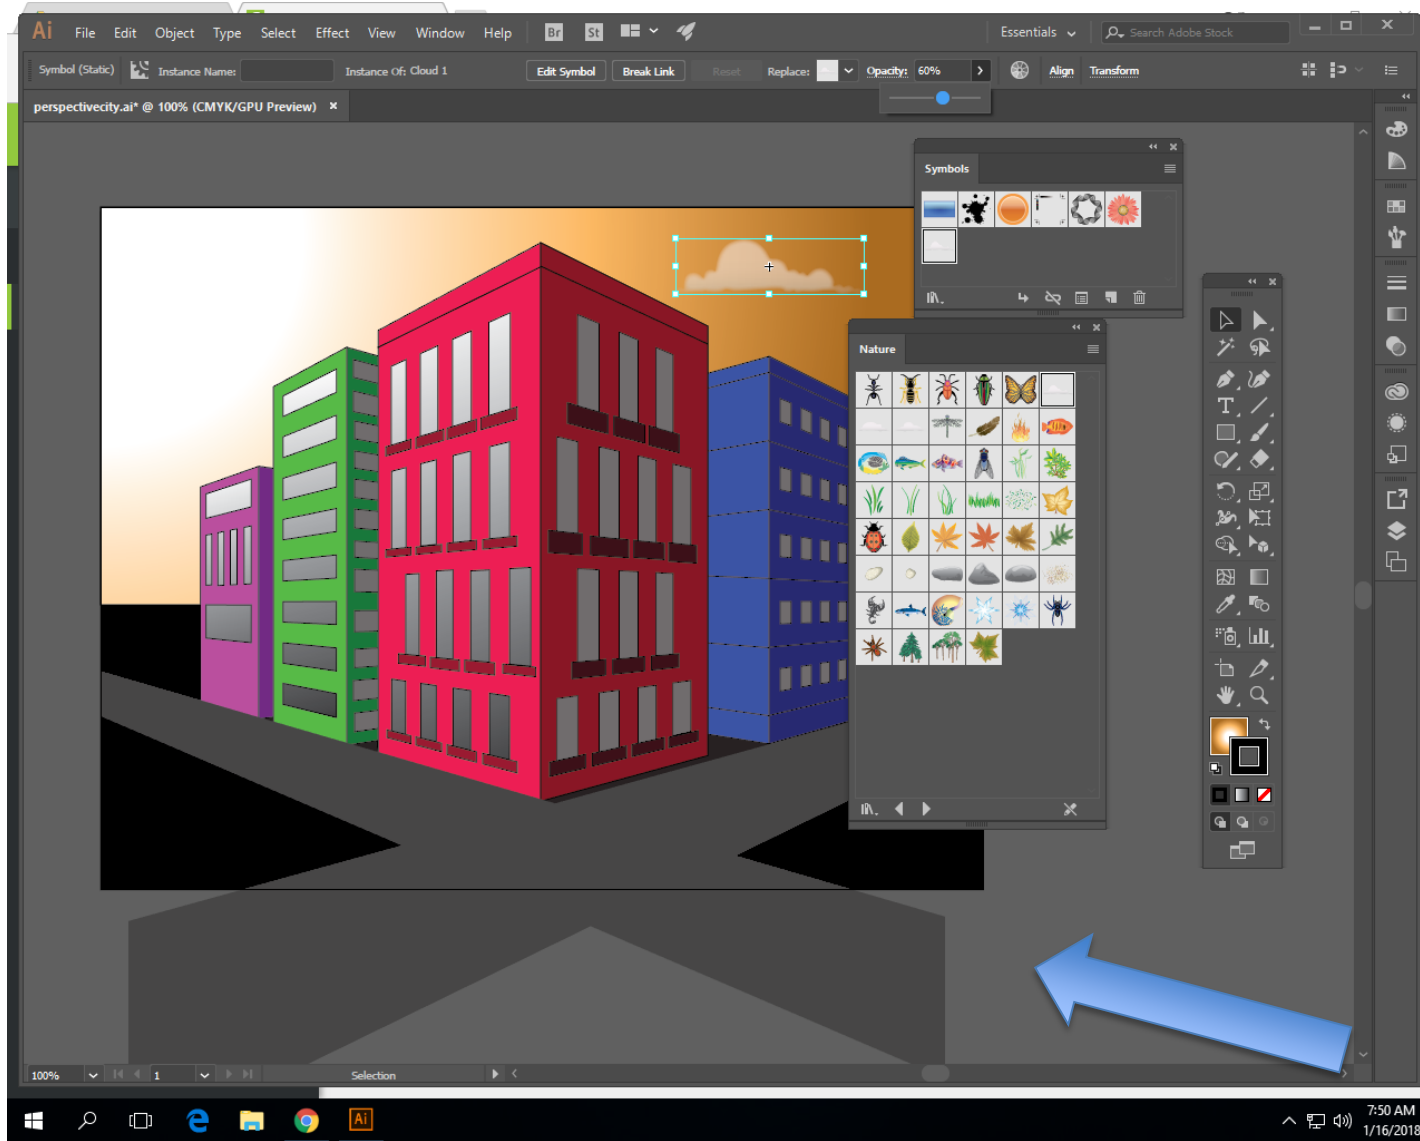 Ai File Edit Object Type Select Effect View Window Help Br St Essentials Search Adobe Stock
Symbol (Static) Instance Name: Instance Of: Cloud 1 Edit Symbol Break Link Reset Replace: Opacity: 60% Align Transform
perspectivecity.ai* @ 100% (CMYK/GPU Preview) ×
Symbols
Nature
T
100% 1 Selection
Ai
7:50 AM
1/16/2018